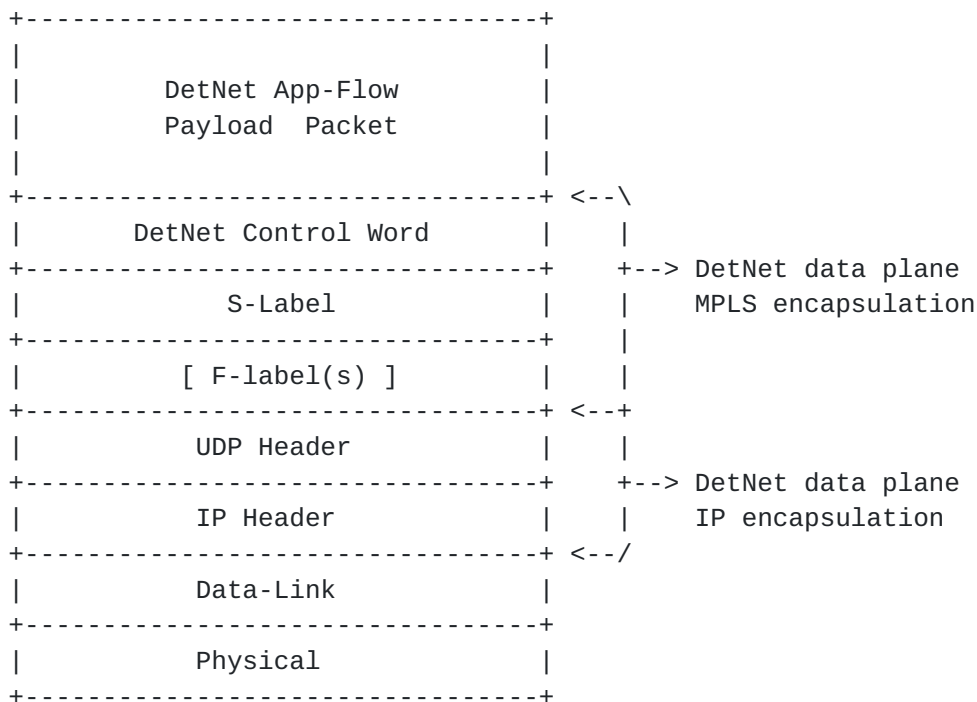 +---------------------------------+
|                                 |
|         DetNet App-Flow         |
|         Payload  Packet         |
|                                 |
+---------------------------------+ <--\
|       DetNet Control Word       |    |
+---------------------------------+    +--> DetNet data plane
|             S-Label             |    |    MPLS encapsulation
+---------------------------------+    |
|          [ F-label(s) ]         |    |
+---------------------------------+ <--+
|           UDP Header            |    |
+---------------------------------+    +--> DetNet data plane
|           IP Header             |    |    IP encapsulation
+---------------------------------+ <--/
|           Data-Link             |
+---------------------------------+
|           Physical              |
+---------------------------------+